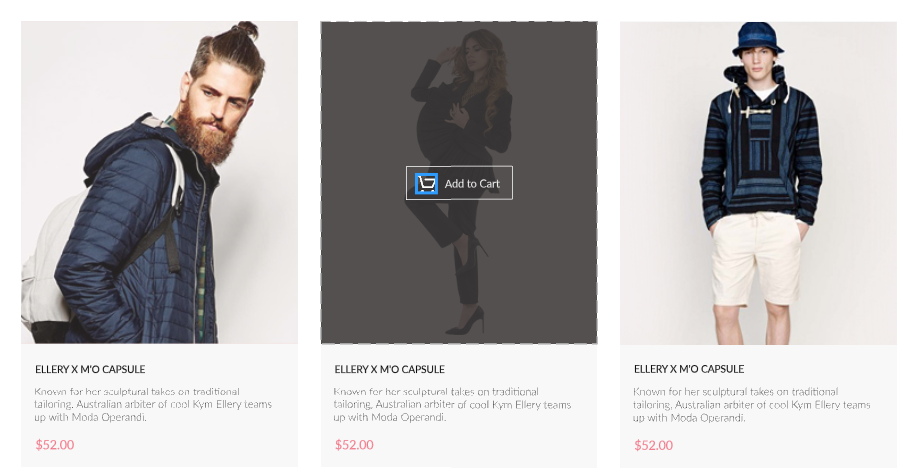 Add to Cart
ELLERY X M'O CAPSULE
Known for her sculptural takes on traditional
tailoring, Australian arbiter of cool Kym Ellery teams
up with Moda Operandi.
$52.00
ELLERY X M'O CAPSULE
Known for her sculptural takes on traditional
tailoring, Australian arbiter of cool Kym Ellery teams
up with Moda Operandi.
$52.00
ELLERY X M'O CAPSULE
Known for her sculptural takes on traditional
tailoring, Australian arbiter of cool Kym Ellery teams
up with Moda Operandi.
$52.00